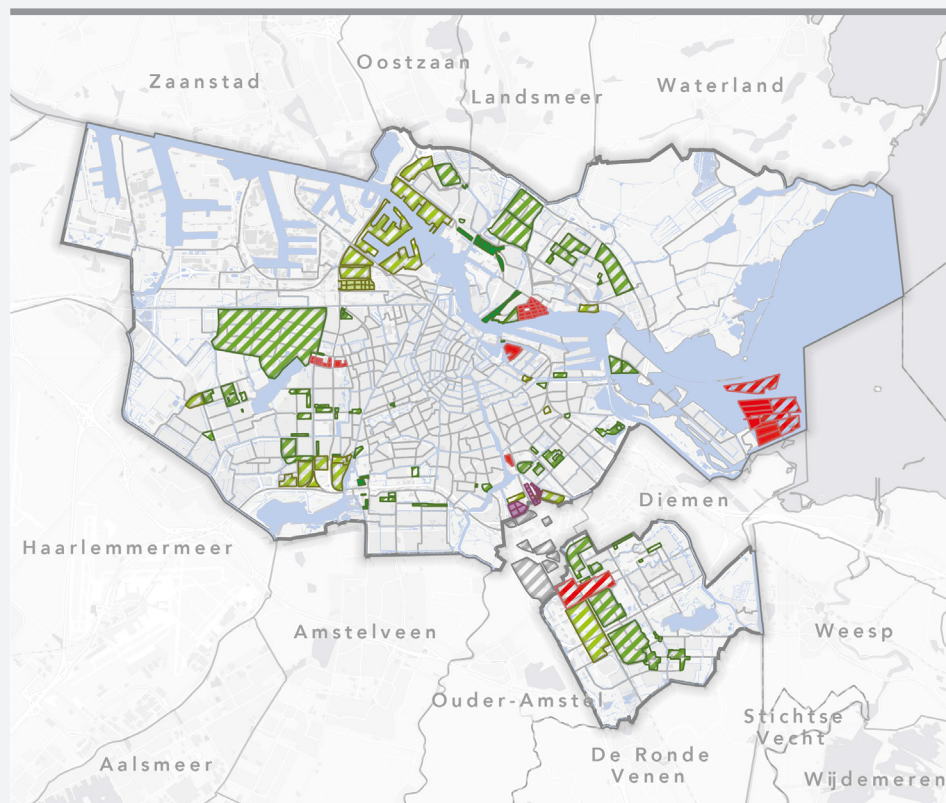 Oostzaan
Zaanstad
Waterland
Landsmeer
Diemen
Haarlemmermeer
Amstelveen
Weesp
Ouder-Amstel
Stichtse
Vecht
De Ronde
Venen
Aalsmeer
Wijdemeren